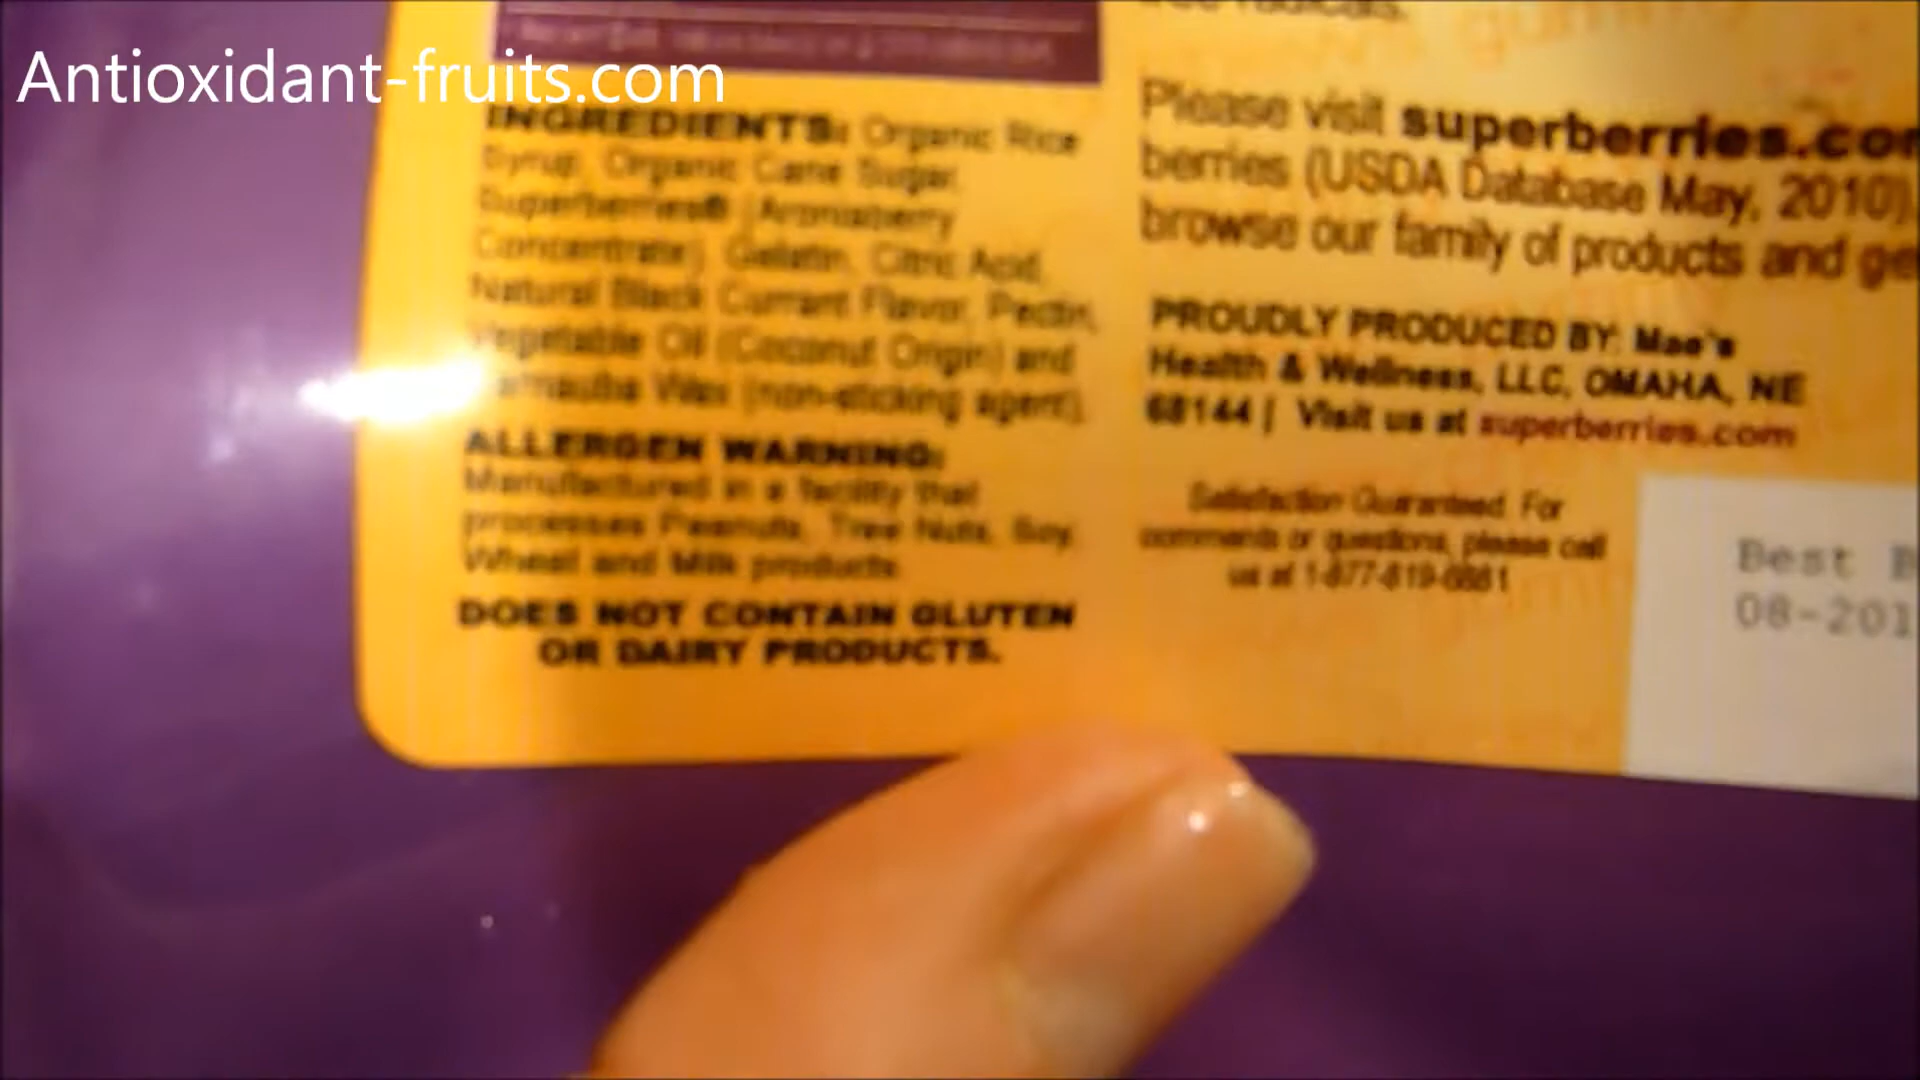 Antioxidant-fruits.com
INGREDIENTS: Organic Rice
Syrup, Organic Cane Sugar,
Superberries® (Aroniaberry
Concentrate), Gelatin, Citric Acid,
Natural Black Currant Flavor, Pectin,
Vegetable Oil (Coconut Origin) and
Wax (non-sticking agent).
ALLERGEN WARNING:
Manufactured in a facility that
processes Peanuts, Tree Nuts, Soy,
Wheat and Milk products.
DOES NOT CONTAIN GLUTEN
OR DAIRY PRODUCTS.
radicals.
Please visit superberries.com
berries (USDA Database May, 2010).
browse our family of products and ge
PROUDLY PRODUCED BY: Mae's
Health & Wellness, LLC, OMAHA, NE
68144 | Visit us at superberries.com
Satisfaction Guaranteed. For
comments or questions, please call
us at 1-877-819-
Best B
08-201